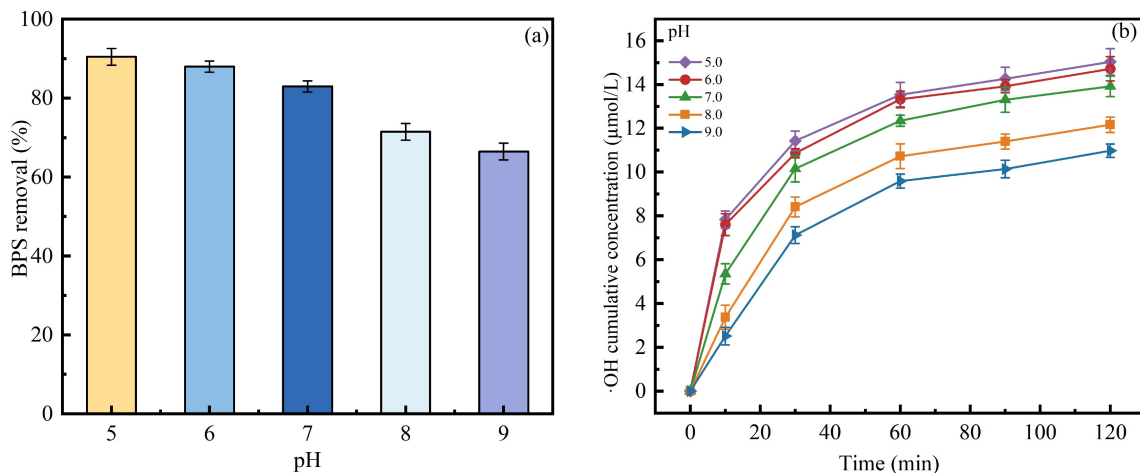 (a)
BPS removal (%)
100
80
60
40
20
0
5 6 7 8 9
pH
(b)
·OH cumulative concentration (μmol/L)
16
14
12
10
8
6
4
2
0
pH
5.0
6.0
7.0
8.0
9.0
0 20 40 60 80 100 120
Time (min)